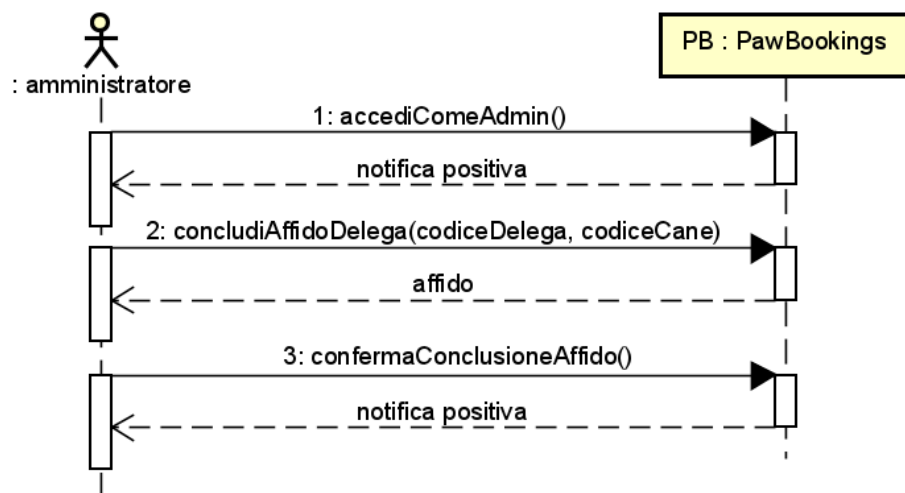 : amministratore
PB : PawBookings
1: accediComeAdmin()
notifica positiva
2: concludiAffidoDelega(codiceDelega, codiceCane)
affido
3: confermaConclusioneAffido()
notifica positiva